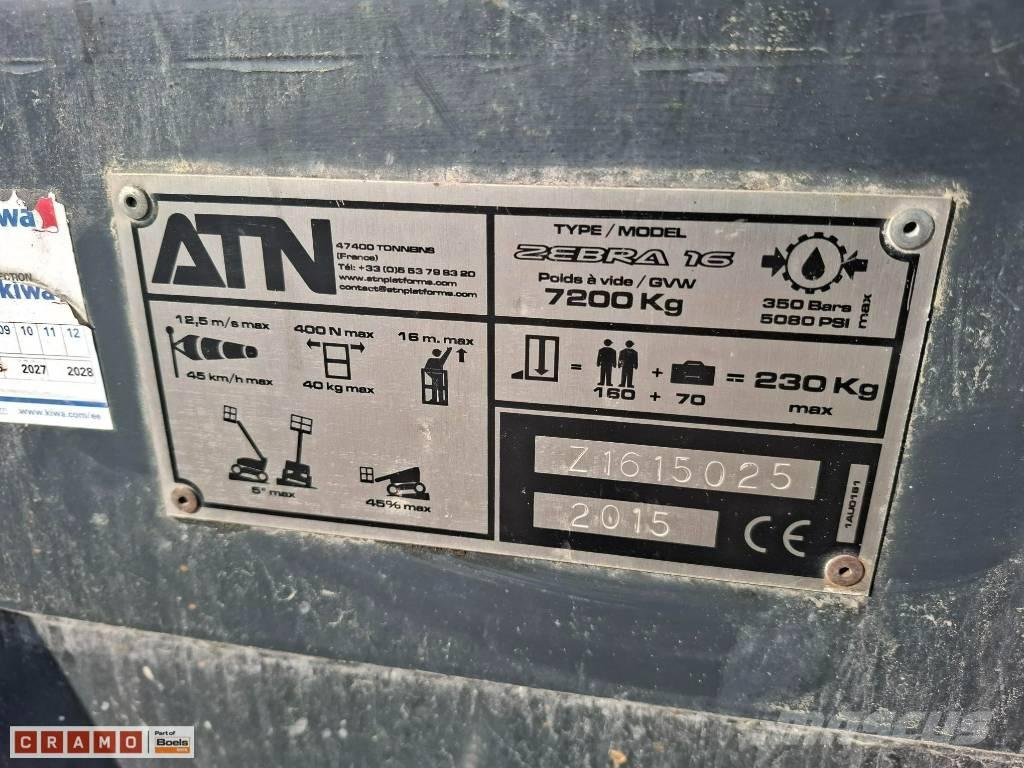 ATN
47400 TONNEINS
(France)
Tél: +33 (0)5 53 79 83 20
www.atnplatforms.com
contact@atnplatforms.com
TYPE / MODEL
ZEBRA 16
Poids à vide / GVW
7200 Kg
350 Bars
5080 PSI
max
12,5 m/s max
45 km/h max
400 N max
40 kg max
16 m. max
5° max
45% max
=
+
= 230 Kg
160 + 70
max
Z1615025
2015
CE
1AU0181
kiwa
09 10 11 12
2027 2028
www.kiwa.com/ee
CRAMO
Part of
Boels